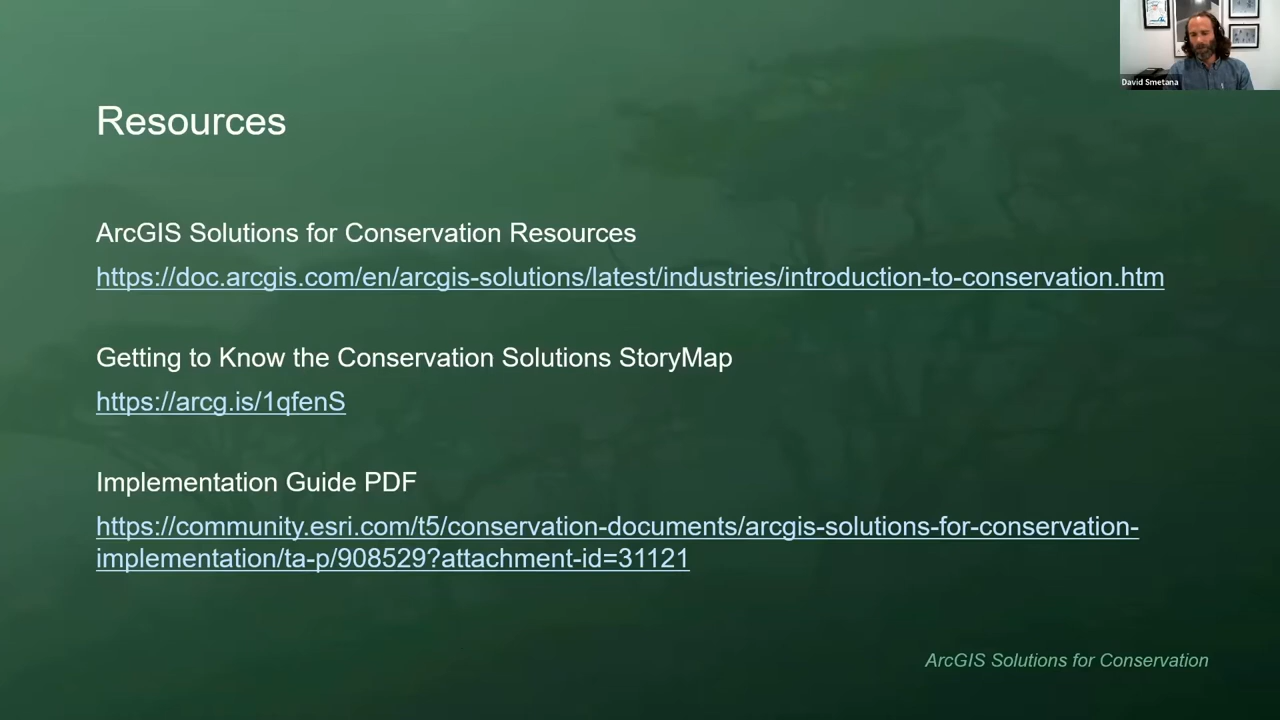 David Smetana
Resources
ArcGIS Solutions for Conservation Resources
https://doc.arcgis.com/en/arcgis-solutions/latest/industries/introduction-to-conservation.htm
Getting to Know the Conservation Solutions StoryMap
https://arcg.is/1qfenS
Implementation Guide PDF
https://community.esri.com/t5/conservation-documents/arcgis-solutions-for-conservation-
implementation/ta-p/908529?attachment-id=31121
ArcGIS Solutions for Conservation